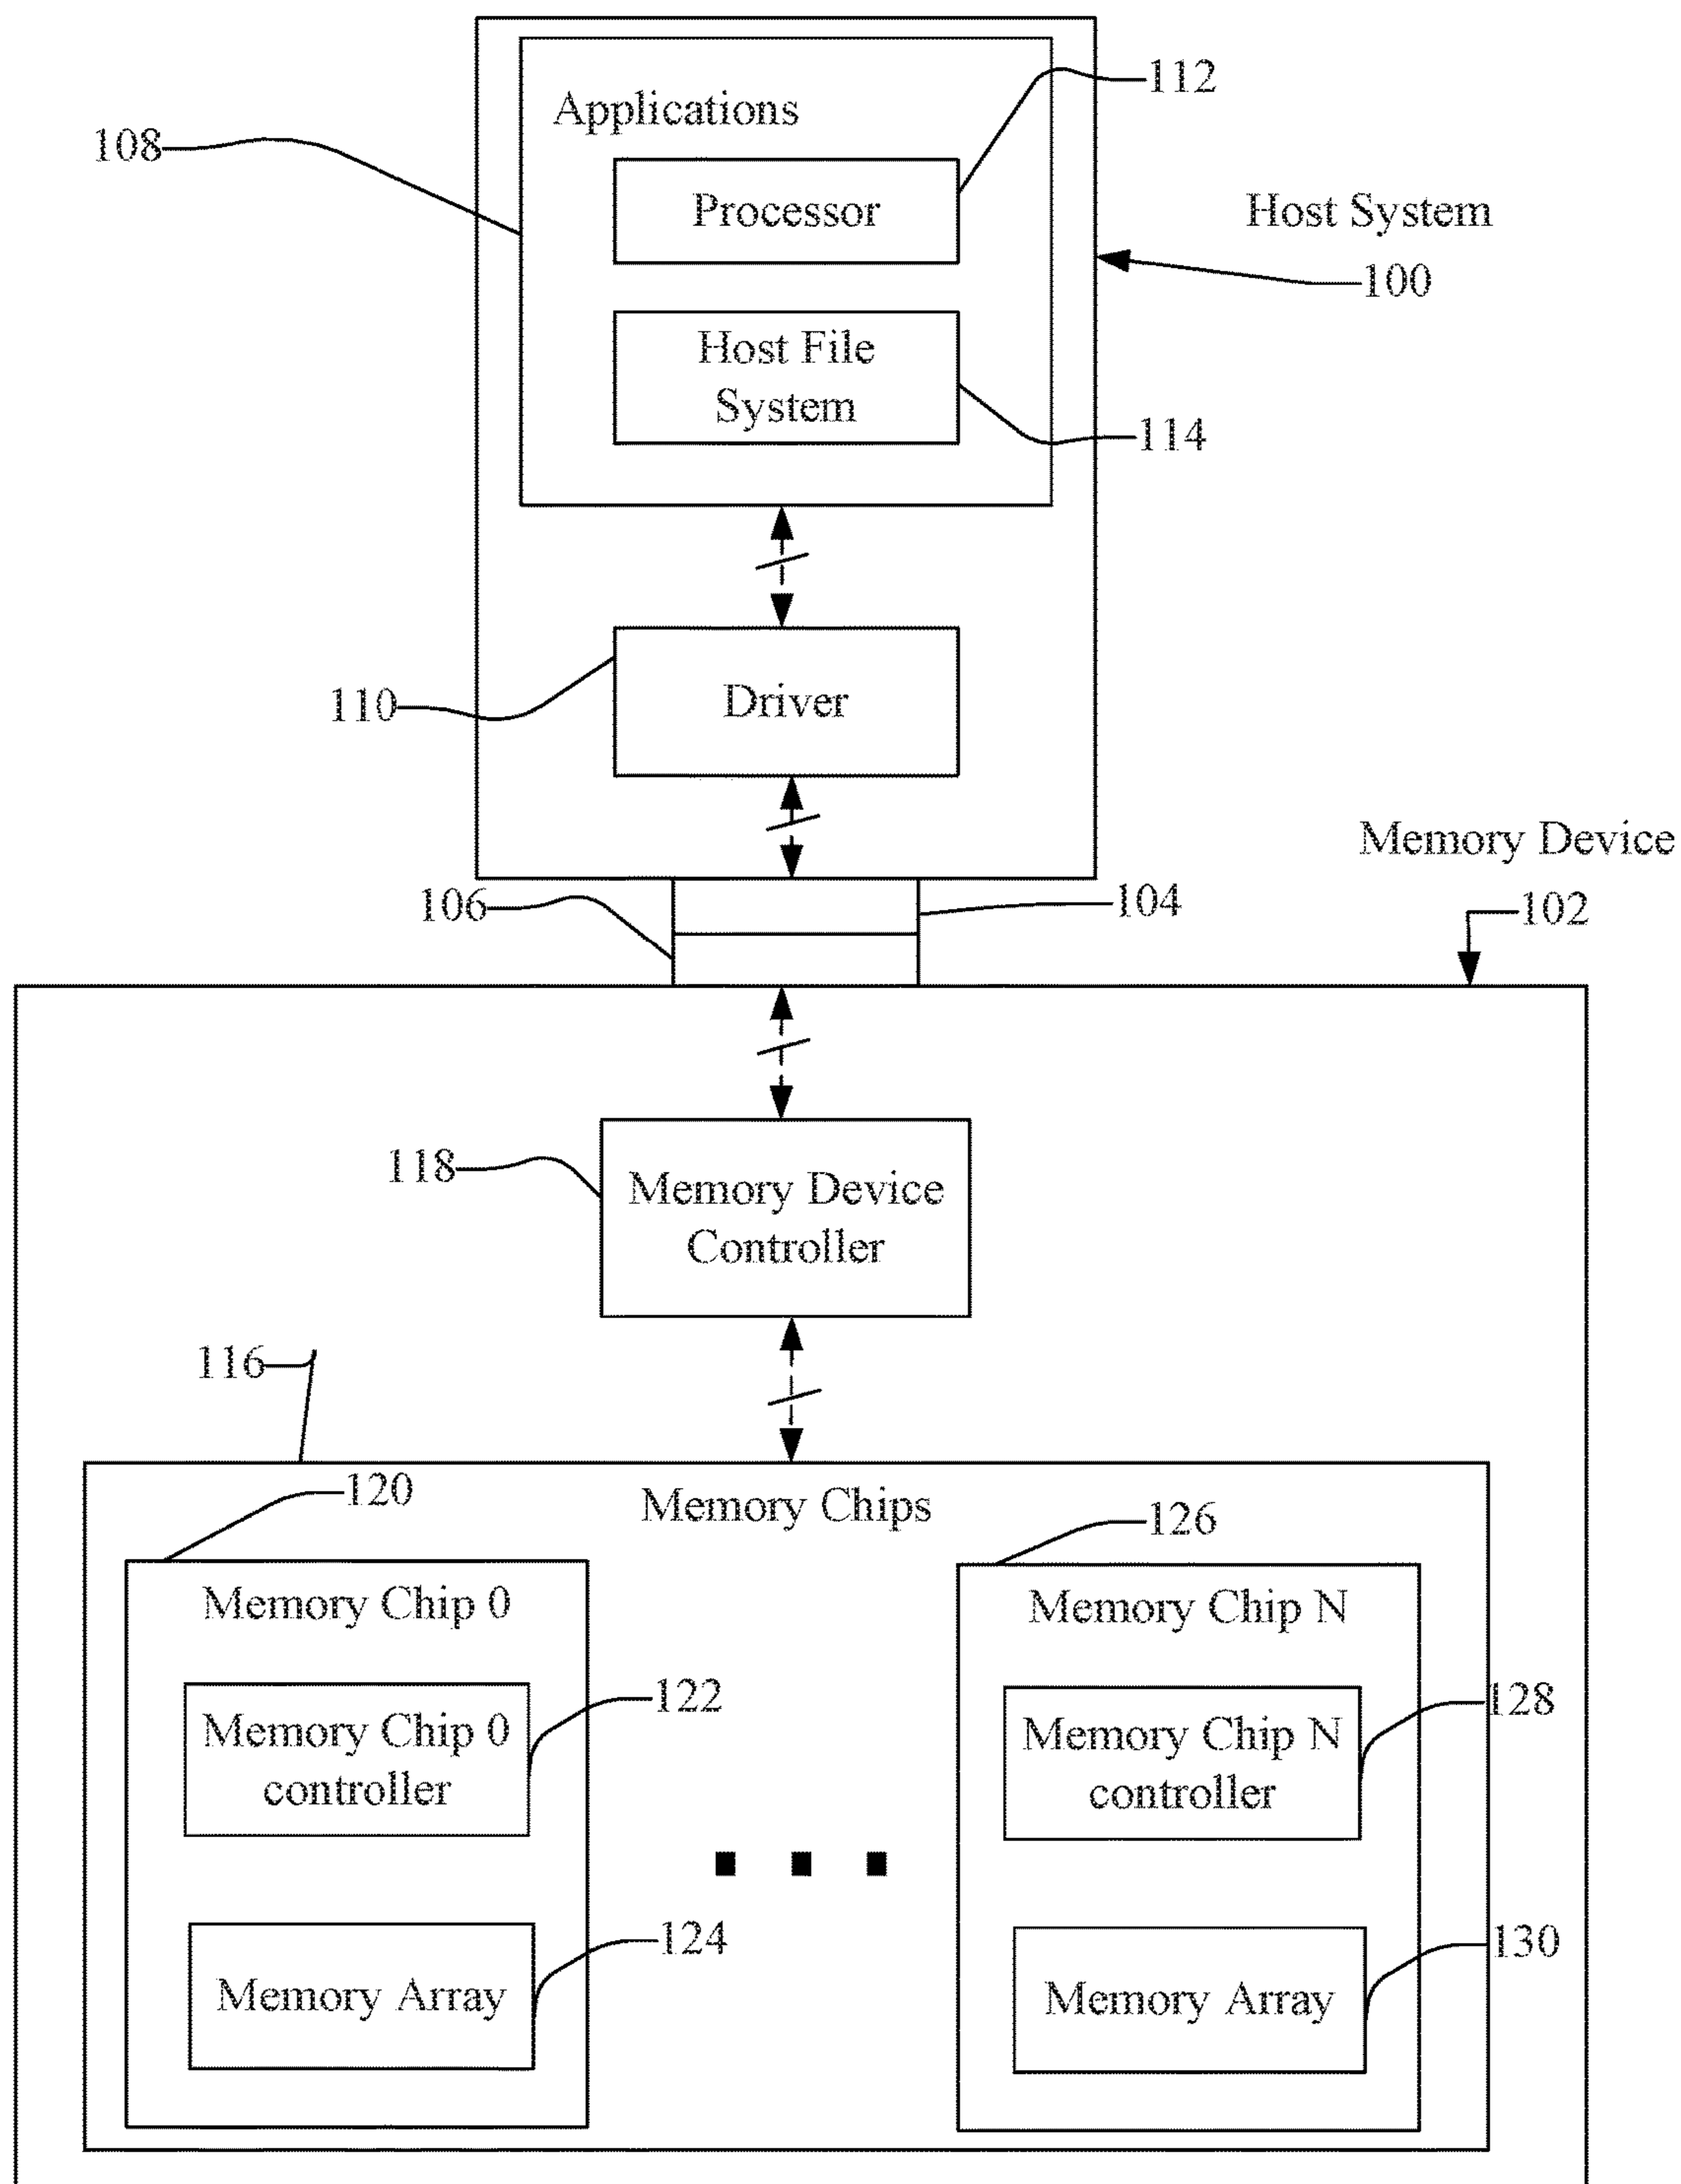 112
Applications
108
Processor
Host System
100
Host File
System
114
110
Driver
Memory Device
106
104
102
118
Memory Device
Controller
116
120
Memory Chips
126
Memory Chip 0
Memory Chip N
122
128
Memory Chip 0
controller
Memory Chip N
controller
124
130
Memory Array
Memory Array